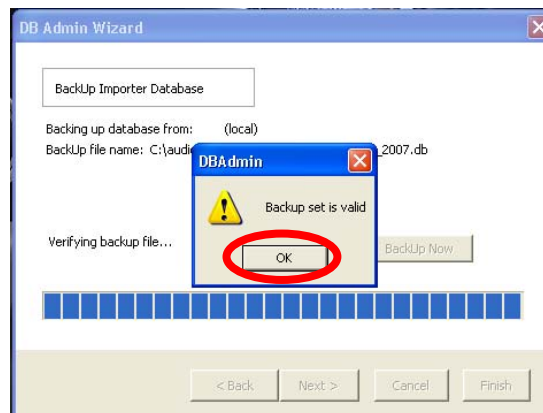 DB Admin Wizard
BackUp Importer Database
Backing up database from: (local)
BackUp file name: C:\audi _2007.db
DBAdmin
Backup set is valid
OK
Verifying backup file...
BackUp Now
< Back Next > Cancel Finish